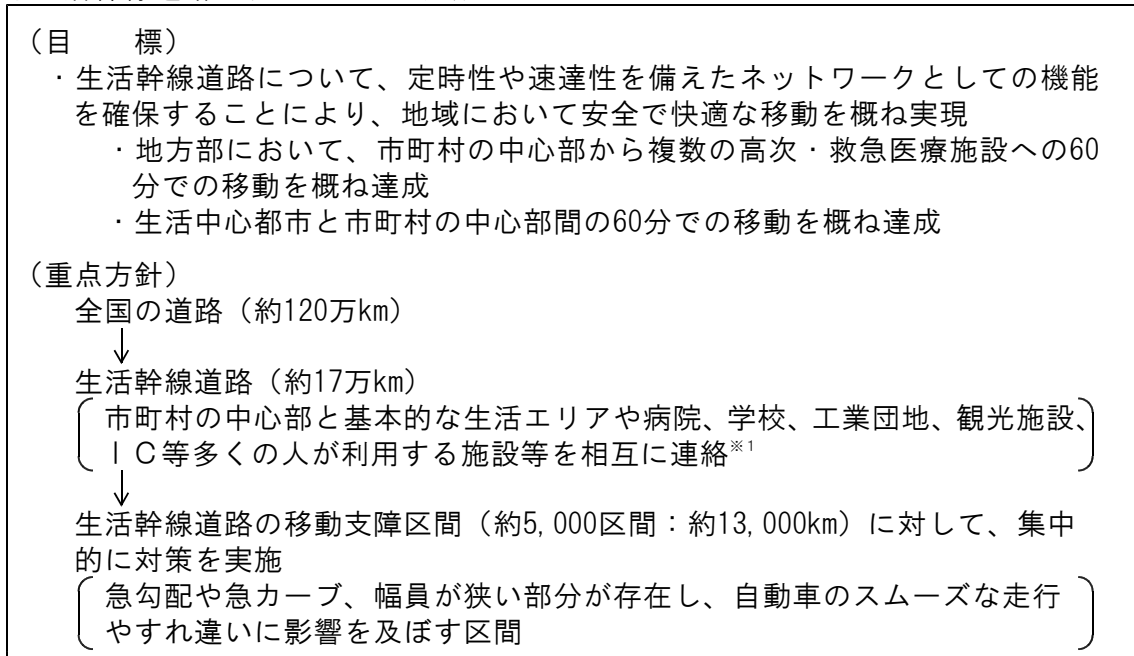 (目　　標)
・生活幹線道路について、定時性や速達性を備えたネットワークとしての機能
を確保することにより、地域において安全で快適な移動を概ね実現
・地方部において、市町村の中心部から複数の高次・救急医療施設への60
分での移動を概ね達成
・生活中心都市と市町村の中心部間の60分での移動を概ね達成
(重点方針)
全国の道路(約120万km)
↓
生活幹線道路(約17万km)
市町村の中心部と基本的な生活エリアや病院、学校、工業団地、観光施設、
ＩＣ等多くの人が利用する施設等を相互に連絡※1
↓
生活幹線道路の移動支障区間(約5,000区間:約13,000km)に対して、集中
的に対策を実施
急勾配や急カーブ、幅員が狭い部分が存在し、自動車のスムーズな走行
やすれ違いに影響を及ぼす区間